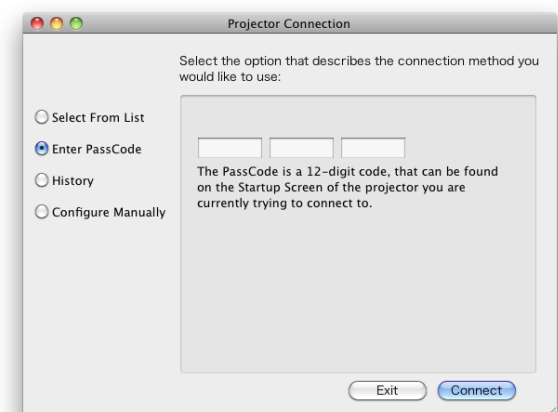 Projector Connection
Select the option that describes the connection method you
would like to use:
Select From List
Enter PassCode
History
Configure Manually
The PassCode is a 12-digit code, that can be found
on the Startup Screen of the projector you are
currently trying to connect to.
Exit
Connect